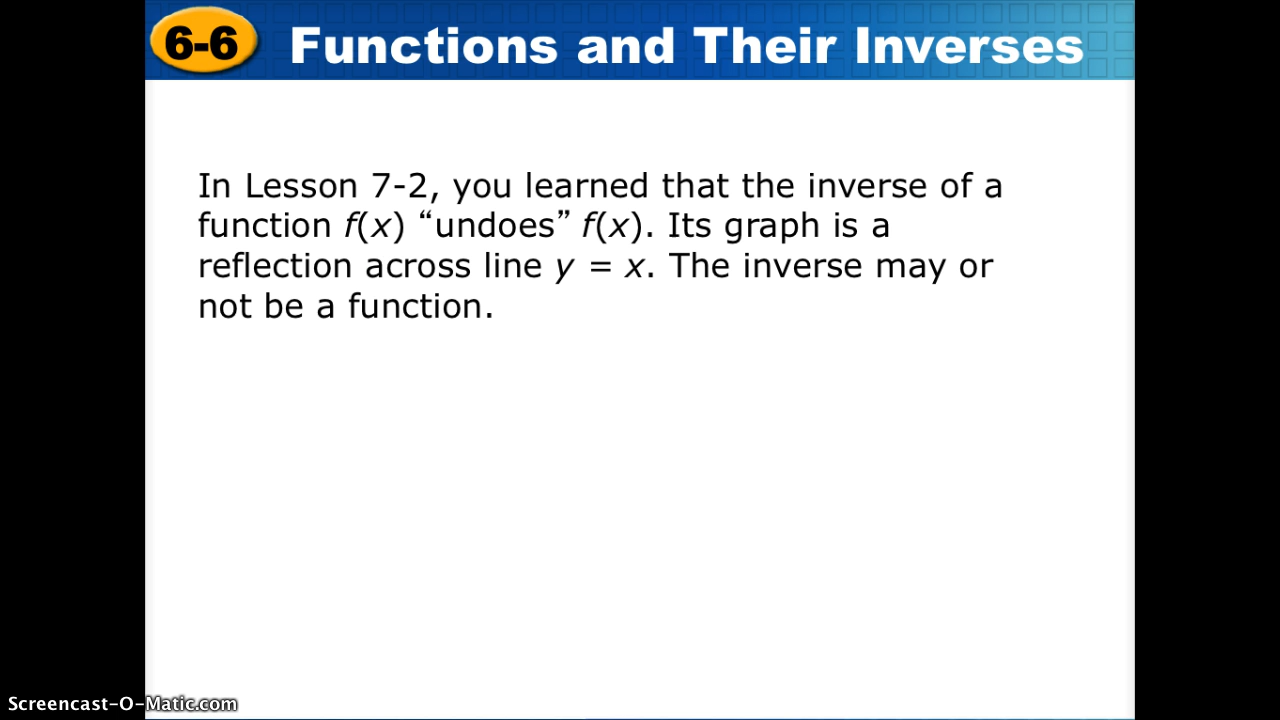 6-6 Functions and Their Inverses
In Lesson 7-2, you learned that the inverse of a
function f(x) “undoes” f(x). Its graph is a
reflection across line y = x. The inverse may or
not be a function.
Screencast-O-Matic.com